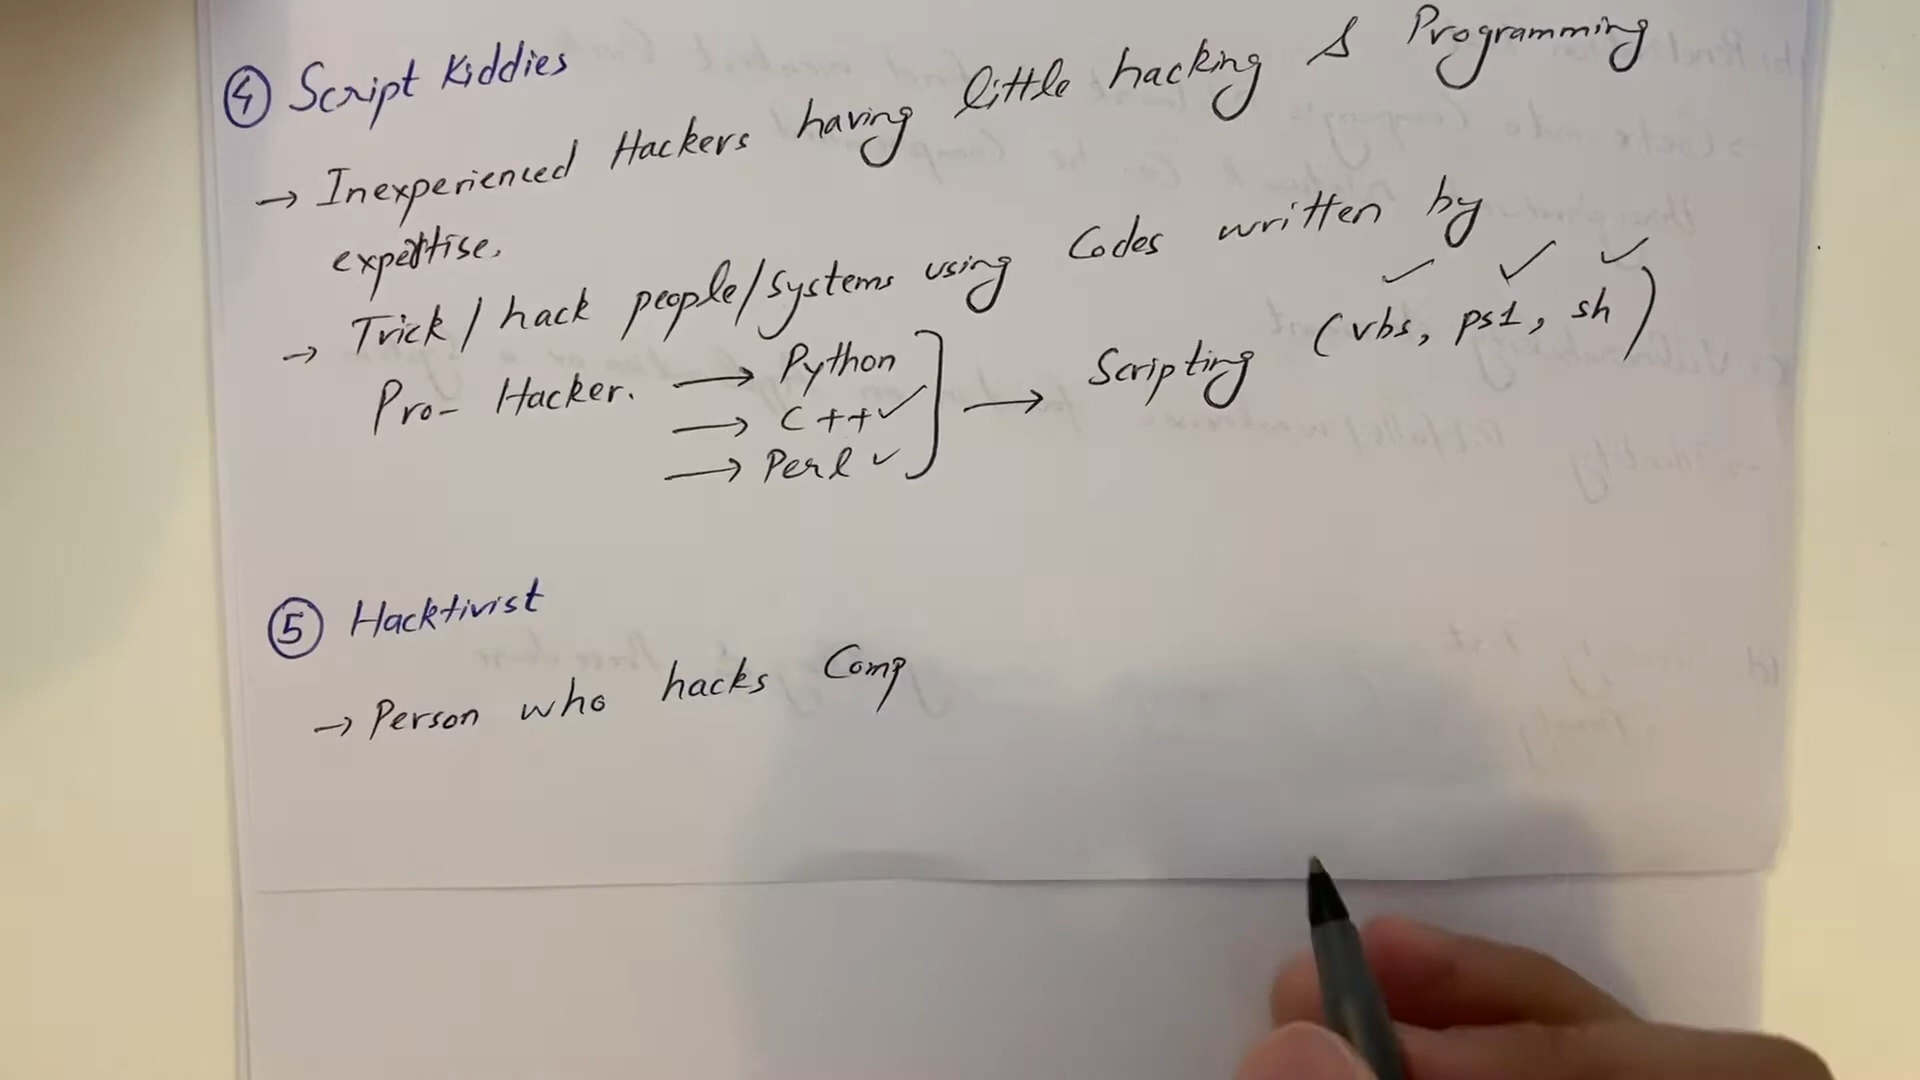 ④ Script Kiddies
→ Inexperienced Hackers having little hacking & Programming
expertise.
→ Trick / hack people/systems using Codes written by
Pro- Hacker. → Python
→ C++ ✓
→ Perl ✓
→ Scripting (vbs, ps1, sh)
✓ ✓ ✓
⑤ Hacktivist
→ Person who hacks Comp